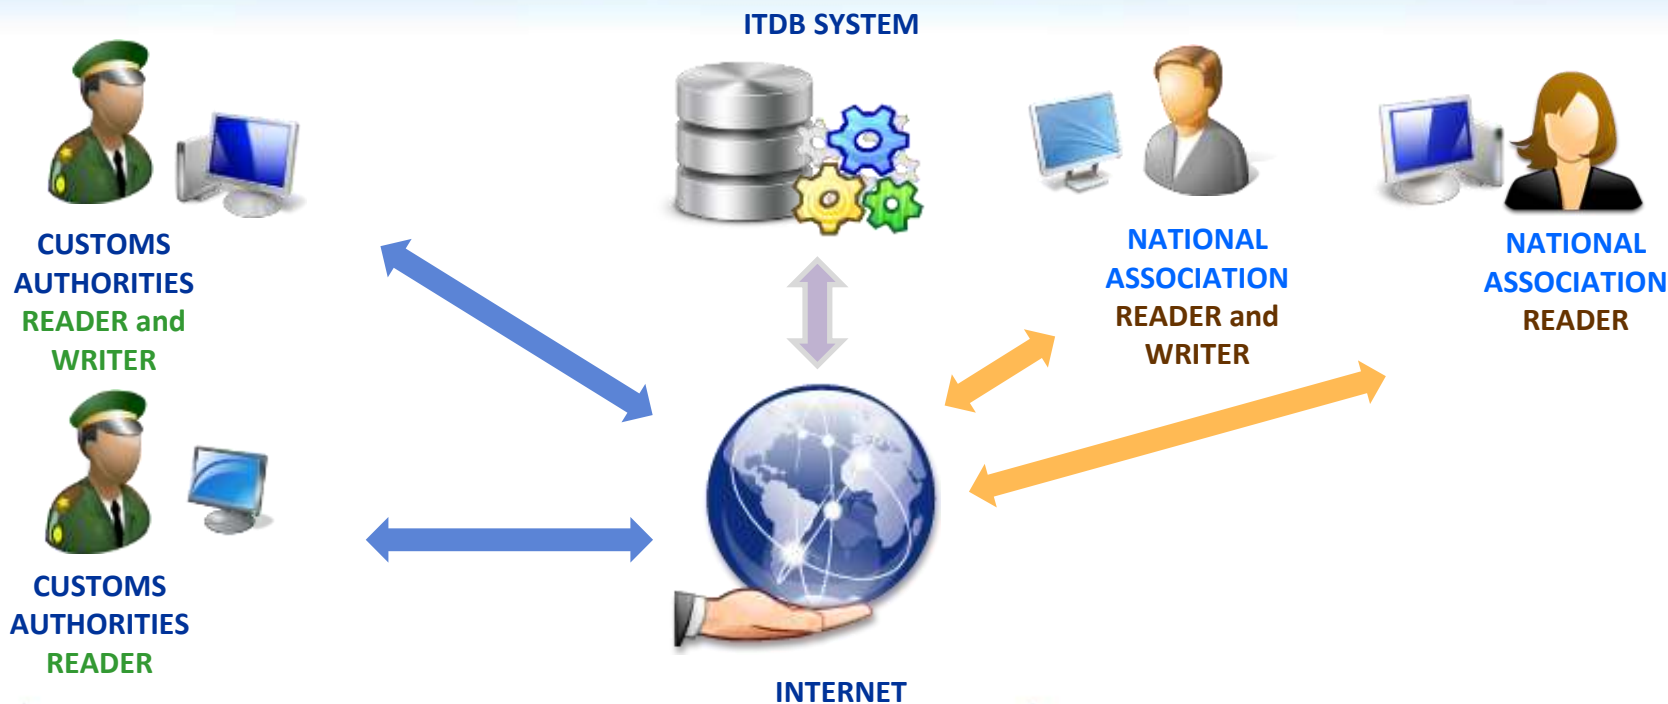 ITDB SYSTEM
CUSTOMS
AUTHORITIES
READER and
WRITER
NATIONAL
ASSOCIATION
READER and
WRITER
NATIONAL
ASSOCIATION
READER
CUSTOMS
AUTHORITIES
READER
INTERNET